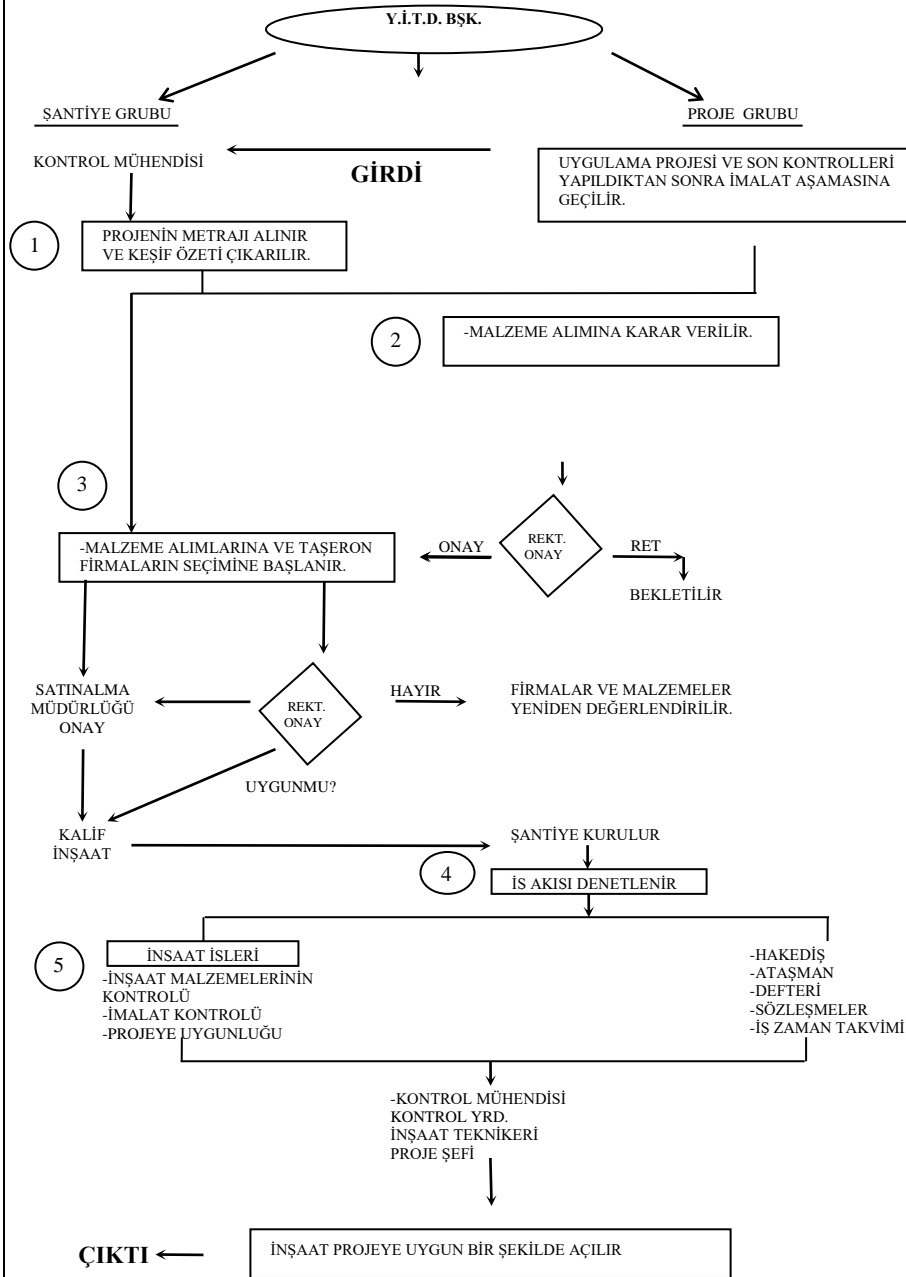 Y.İ.T.D. BŞK.
ŞANTİYE GRUBU
PROJE GRUBU
KONTROL MÜHENDİSİ
GİRDİ
UYGULAMA PROJESİ VE SON KONTROLLERİ
YAPILDIKTAN SONRA İMALAT AŞAMASINA
GEÇİLİR.
1
PROJENİN METRAJI ALINIR
VE KEŞİF ÖZETİ ÇIKARILIR.
2
-MALZEME ALIMINA KARAR VERİLİR.
3
-MALZEME ALIMLARINA VE TAŞERON
FİRMALARIN SEÇİMİNE BAŞLANIR.
ONAY
REKT.
ONAY
RET
BEKLETİLİR
SATINALMA
MÜDÜRLÜĞÜ
ONAY
REKT.
ONAY
HAYIR
FİRMALAR VE MALZEMELER
YENİDEN DEĞERLENDİRİLİR.
UYGUNMU?
KALİF
İNŞAAT
ŞANTİYE KURULUR
4
İS AKISI DENETLENİR
5
İNSAAT İSLERİ
-İNŞAAT MALZEMELERİNİN
KONTROLÜ
-İMALAT KONTROLÜ
-PROJEYE UYGUNLUĞU
-HAKEDİŞ
-ATAŞMAN
-DEFTERİ
-SÖZLEŞMELER
-İŞ ZAMAN TAKVİMİ
-KONTROL MÜHENDİSİ
KONTROL YRD.
İNŞAAT TEKNİKERİ
PROJE ŞEFİ
ÇIKTI
İNŞAAT PROJEYE UYGUN BİR ŞEKİLDE AÇILIR